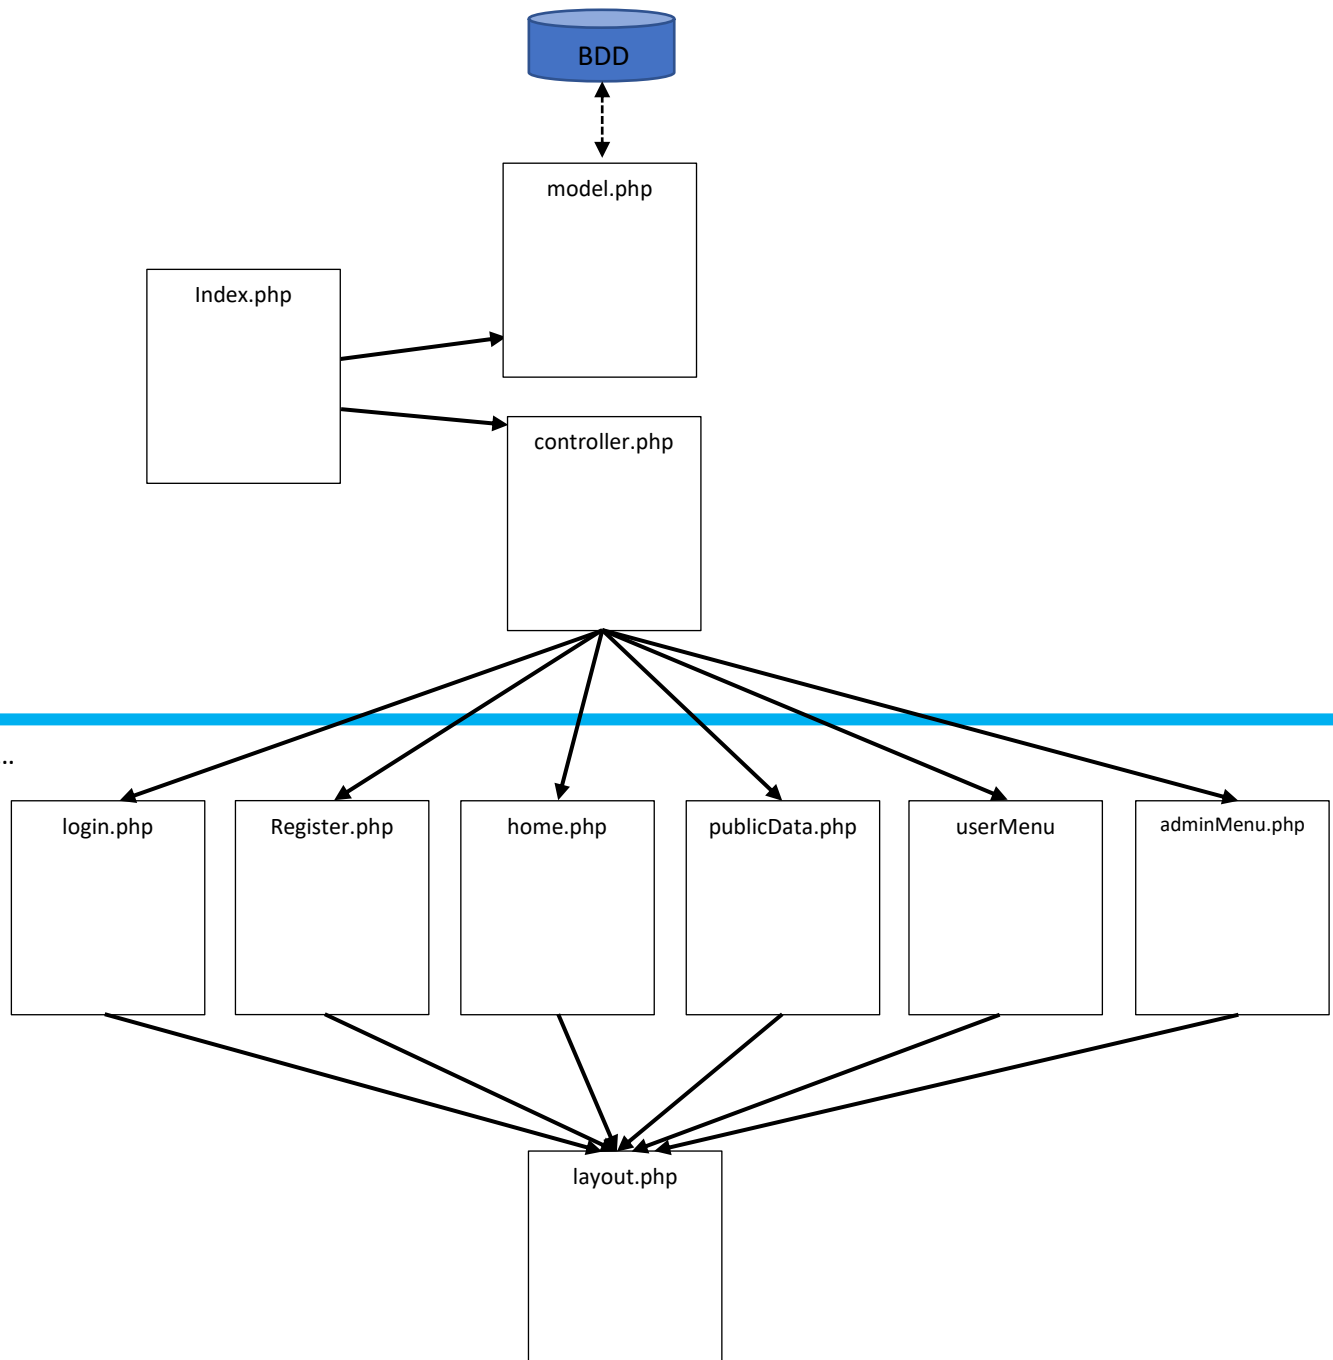 BDD
model.php
Index.php
controller.php
..
login.php
Register.php
home.php
publicData.php
userMenu
adminMenu.php
layout.php